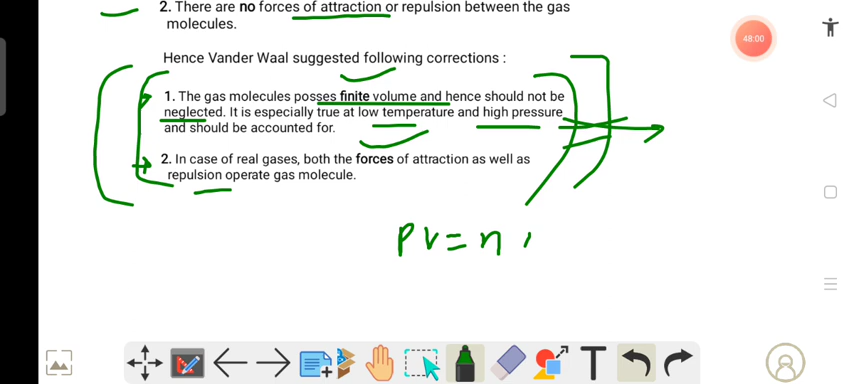 2. There are no forces of attraction or repulsion between the gas
molecules.
48:00
Hence Vander Waal suggested following corrections :
1. The gas molecules posses finite volume and hence should not be
neglected. It is especially true at low temperature and high pressure
and should be accounted for.
2. In case of real gases, both the forces of attraction as well as
repulsion operate gas molecule.
PV = n
T